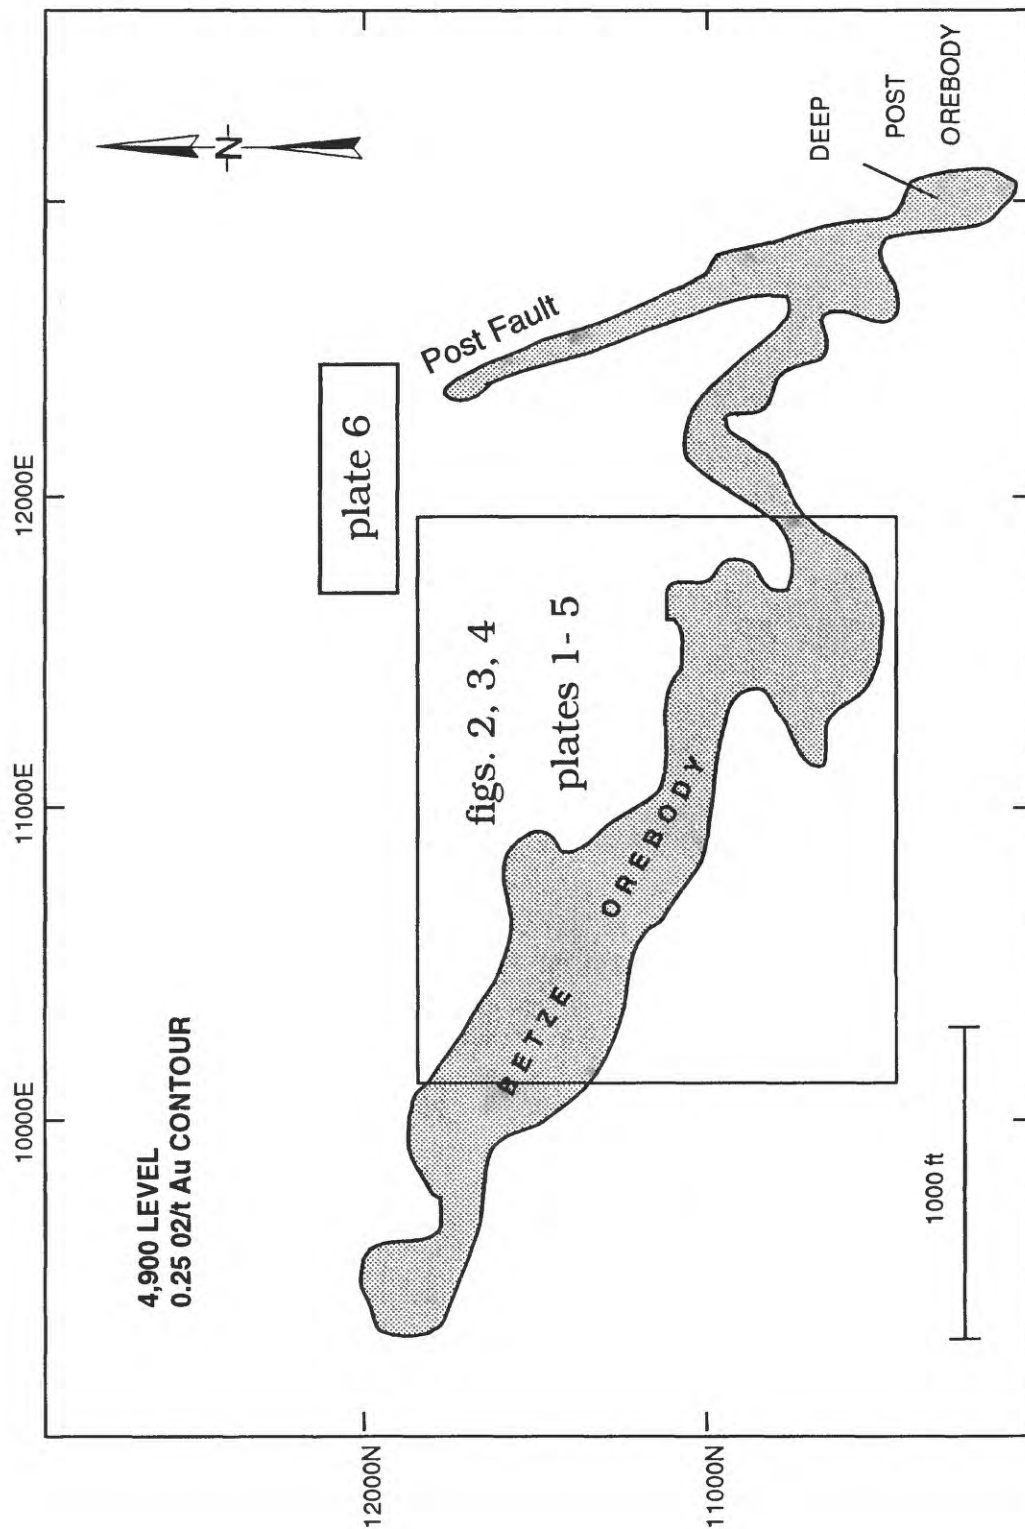 10000E
11000E
12000E
4,900 LEVEL
0.25 02/t Au CONTOUR
N
plate 6
figs. 2, 3, 4
plates 1-5
Post Fault
BETZE OREBODY
DEEP
POST
OREBODY
12000N
11000N
1000 ft